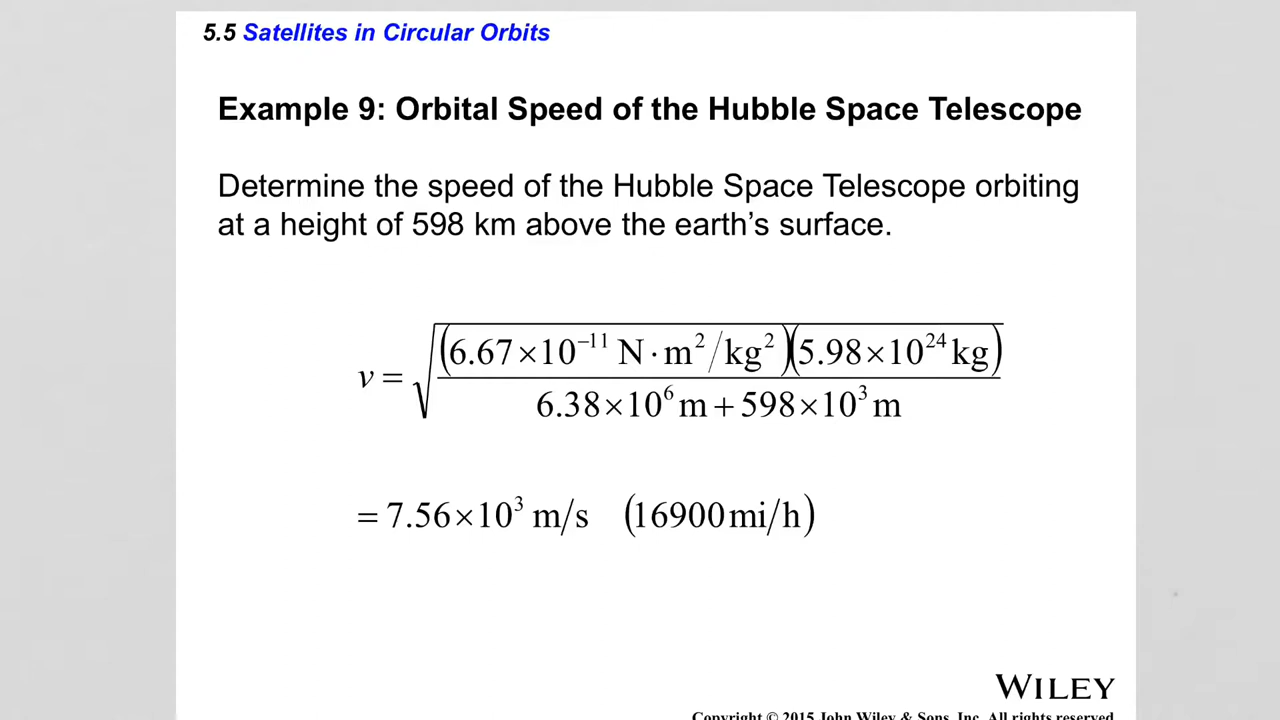 5.5 Satellites in Circular Orbits
Example 9: Orbital Speed of the Hubble Space Telescope
Determine the speed of the Hubble Space Telescope orbiting
at a height of 598 km above the earth's surface.
v = √((6.67×10⁻¹¹ N·m²/kg²)(5.98×10²⁴ kg) / (6.38×10⁶ m + 598×10³ m))
= 7.56×10³ m/s (16900 mi/h)
WILEY
Copyright © 2015 John Wiley & Sons, Inc. All rights reserved